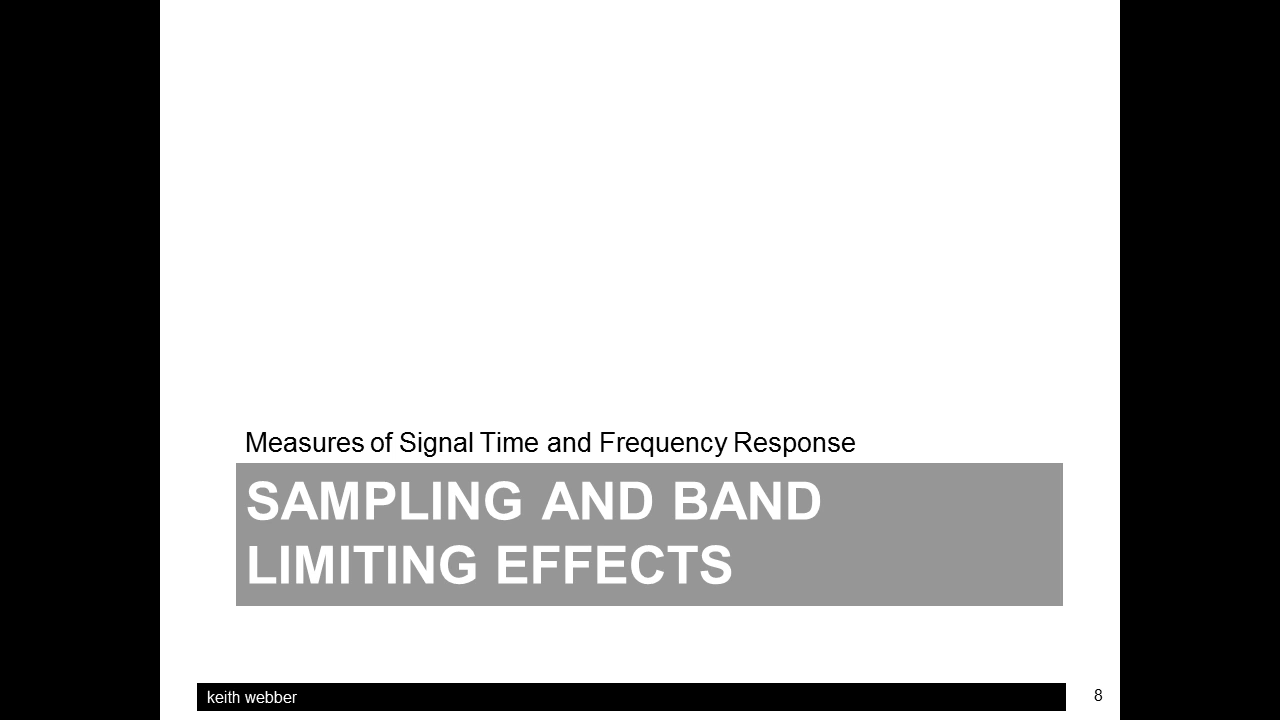 Measures of Signal Time and Frequency Response
SAMPLING AND BAND
LIMITING EFFECTS
keith webber
8